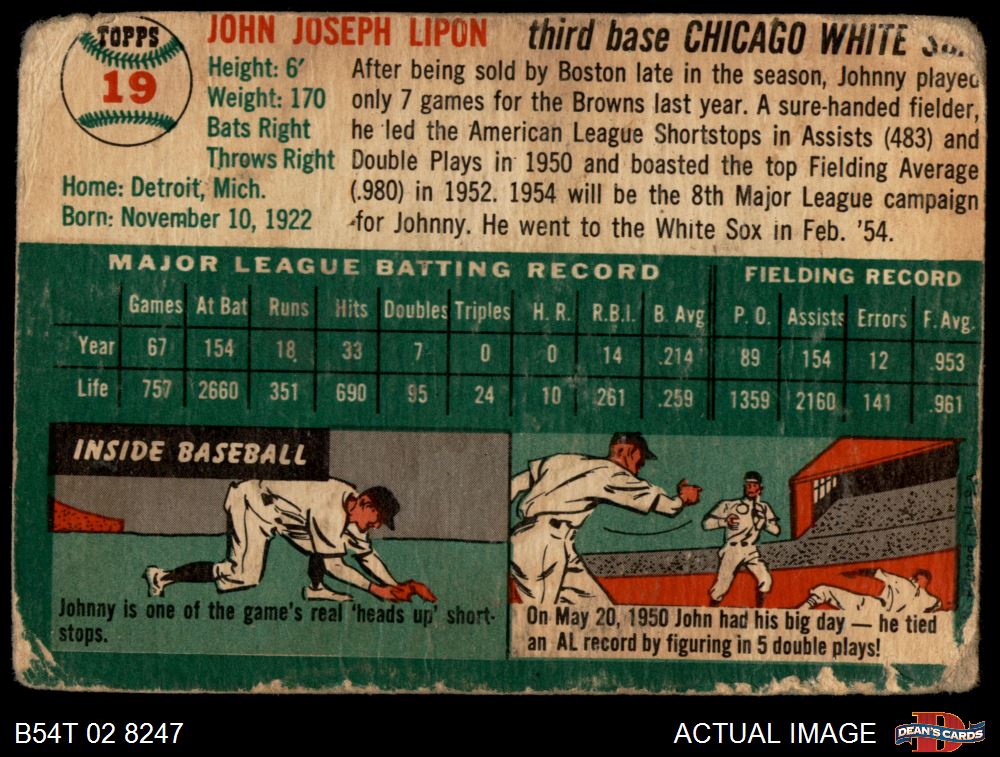 TOPPS
19
JOHN JOSEPH LIPON third base CHICAGO WHITE
Height: 6'
Weight: 170
Bats Right
Throws Right
Home: Detroit, Mich.
Born: November 10, 1922
After being sold by Boston late in the season, Johnny played
only 7 games for the Browns last year. A sure-handed fielder,
he led the American League Shortstops in Assists (483) and
Double Plays in 1950 and boasted the top Fielding Average
(.980) in 1952. 1954 will be the 8th Major League campaign
for Johnny. He went to the White Sox in Feb. '54.
MAJOR LEAGUE BATTING RECORD FIELDING RECORD
Games At Bat Runs Hits Doubles Triples H. R. R.B.I. B. Avg. P. O. Assists Errors F. Avg.
Year 67 154 18 33 7 0 0 14 .214 89 154 12 .953
Life 757 2660 351 690 95 24 10 261 .259 1359 2160 141 .961
INSIDE BASEBALL
Johnny is one of the game's real 'heads up' short-
stops.
On May 20, 1950 John had his big day — he tied
an AL record by figuring in 5 double plays!
B54T 02 8247
ACTUAL IMAGE
DEAN'S CARDS